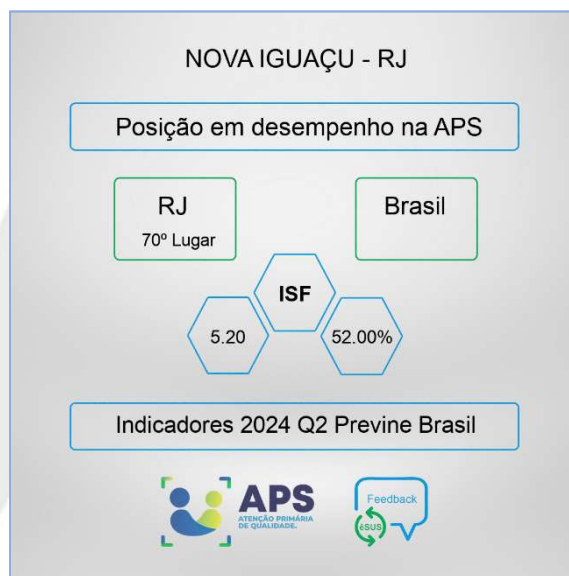 NOVA IGUAÇU - RJ
Posição em desempenho na APS
RJ
70º Lugar
Brasil
ISF
5.20
52.00%
Indicadores 2024 Q2 Previne Brasil
APS
ATENÇÃO PRIMÁRIA
DE QUALIDADE.
Feedback
eSUS